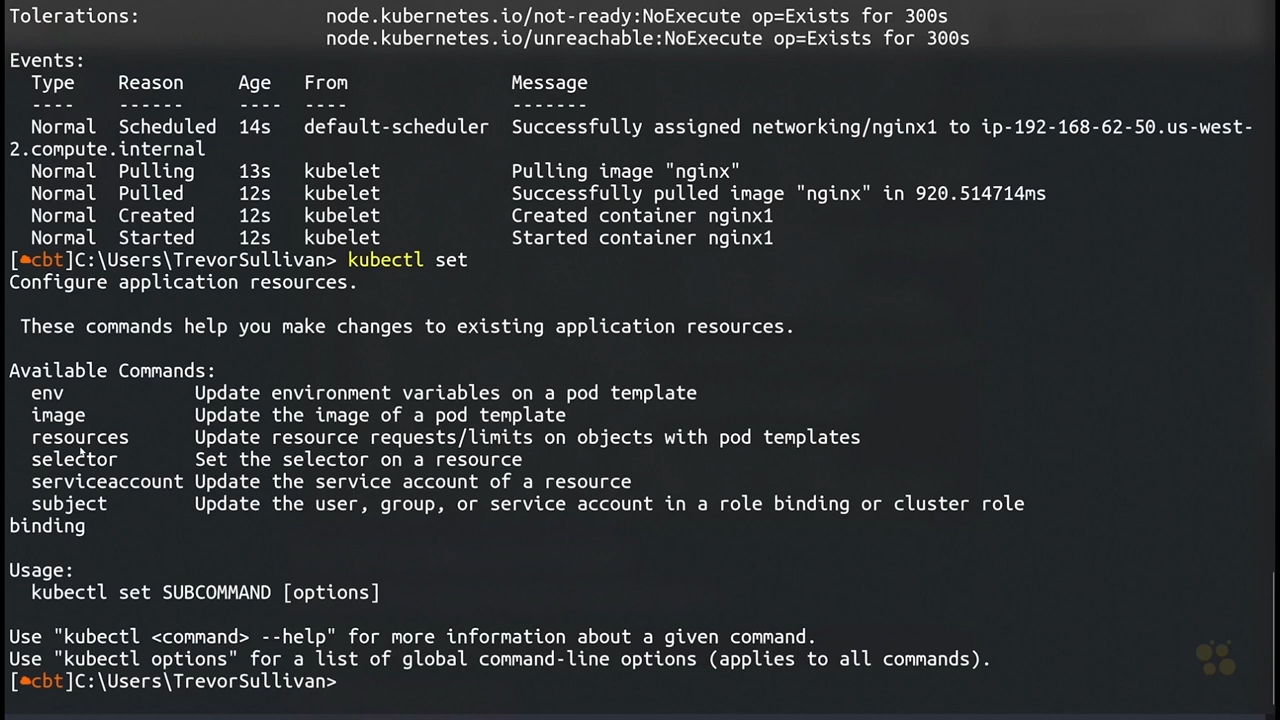 Tolerations:                 node.kubernetes.io/not-ready:NoExecute op=Exists for 300s
                             node.kubernetes.io/unreachable:NoExecute op=Exists for 300s
Events:
  Type    Reason     Age   From               Message
  ----    ------     ----  ----               -------
  Normal  Scheduled  14s   default-scheduler  Successfully assigned networking/nginx1 to ip-192-168-62-50.us-west-
2.compute.internal
  Normal  Pulling    13s   kubelet            Pulling image "nginx"
  Normal  Pulled     12s   kubelet            Successfully pulled image "nginx" in 920.514714ms
  Normal  Created    12s   kubelet            Created container nginx1
  Normal  Started    12s   kubelet            Started container nginx1
[☁cbt]C:\Users\TrevorSullivan> kubectl set
Configure application resources.

 These commands help you make changes to existing application resources.

Available Commands:
  env            Update environment variables on a pod template
  image          Update the image of a pod template
  resources      Update resource requests/limits on objects with pod templates
  selector       Set the selector on a resource
  serviceaccount Update the service account of a resource
  subject        Update the user, group, or service account in a role binding or cluster role
binding

Usage:
  kubectl set SUBCOMMAND [options]

Use "kubectl <command> --help" for more information about a given command.
Use "kubectl options" for a list of global command-line options (applies to all commands).
[☁cbt]C:\Users\TrevorSullivan>